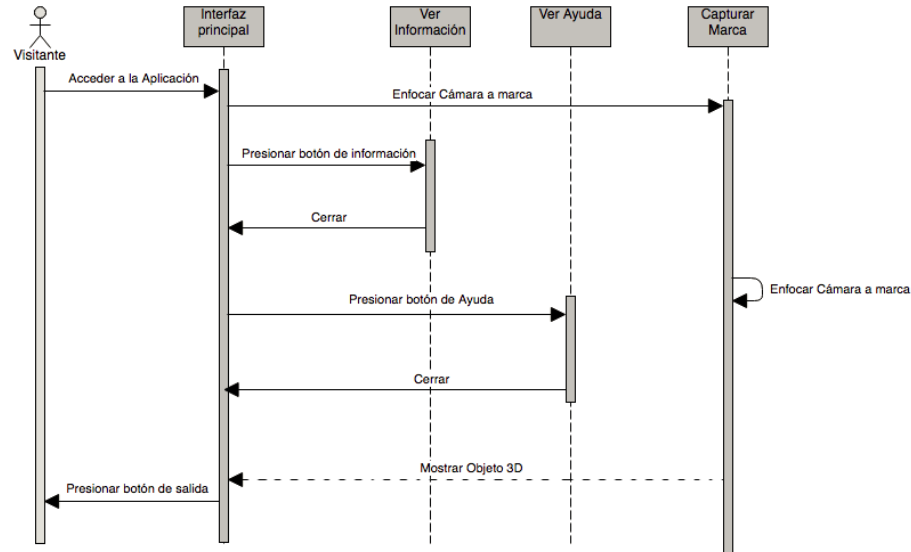 Visitante
Interfaz
principal
Ver
Información
Ver Ayuda
Capturar
Marca
Acceder a la Aplicación
Enfocar Cámara a marca
Presionar botón de información
Cerrar
Enfocar Cámara a marca
Presionar botón de Ayuda
Cerrar
Mostrar Objeto 3D
Presionar botón de salida